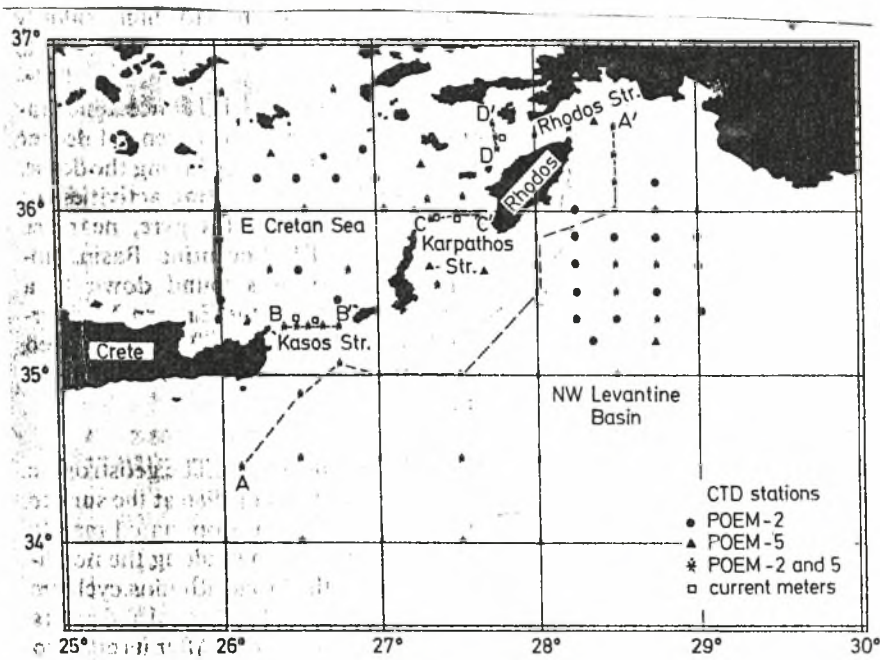 37°
D'
Rhodos Str.
A'
D
Rhodos
36°
E Cretan Sea
C
C'
Karpathos
Str.
B
B'
Crete
Kasos Str.
35°
NW Levantine
Basin
A
CTD stations
POEM-2
POEM-5
34°
POEM-2 and 5
current meters
25°
26°
27°
28°
29°
30°